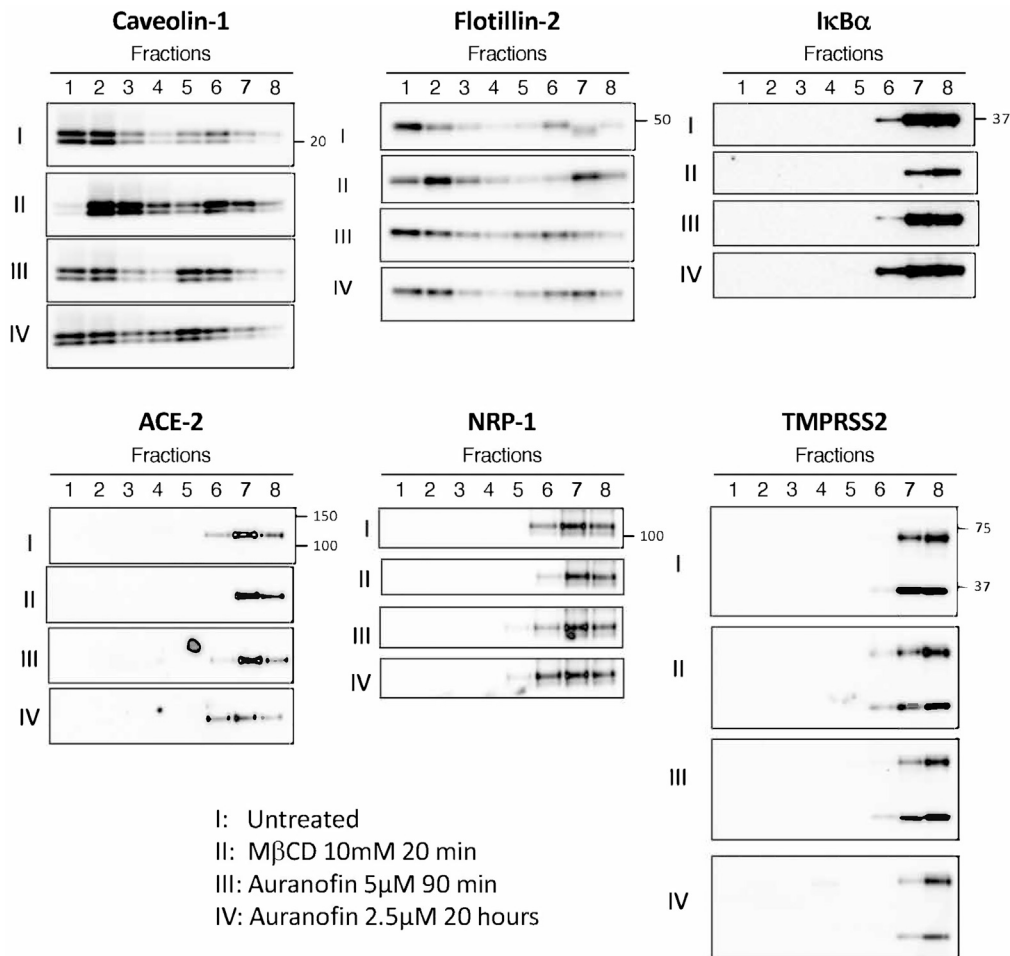 Caveolin-1
Fractions
1 2 3 4 5 6 7 8
I
20
II
III
IV
Flotillin-2
Fractions
1 2 3 4 5 6 7 8
I
50
II
III
IV
IκBα
Fractions
1 2 3 4 5 6 7 8
I
37
II
III
IV
ACE-2
Fractions
1 2 3 4 5 6 7 8
150
I
100
II
III
IV
NRP-1
Fractions
1 2 3 4 5 6 7 8
I
100
II
III
IV
TMPRSS2
Fractions
1 2 3 4 5 6 7 8
75
I
37
II
III
IV
I: Untreated
II: MβCD 10mM 20 min
III: Auranofin 5μM 90 min
IV: Auranofin 2.5μM 20 hours